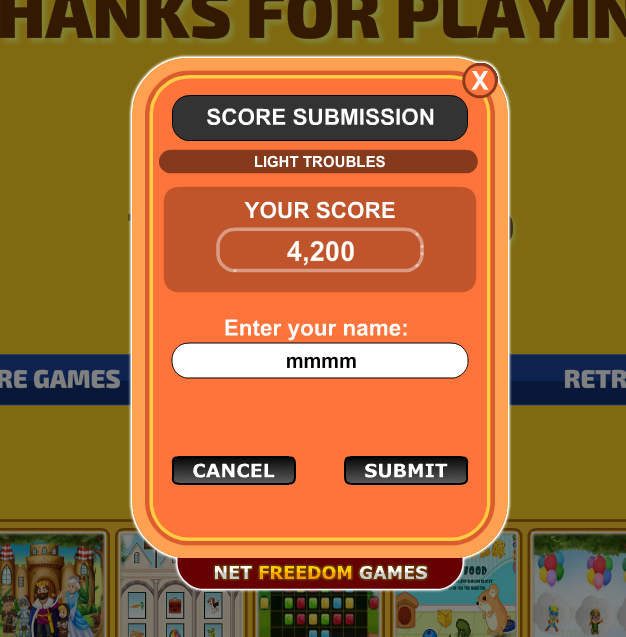 HANKS FOR PLAYIN
X
SCORE SUBMISSION
LIGHT TROUBLES
YOUR SCORE
4,200
Enter your name:
mmmm
RE GAMES
RETR
CANCEL
SUBMIT
NET FREEDOM GAMES
OOD